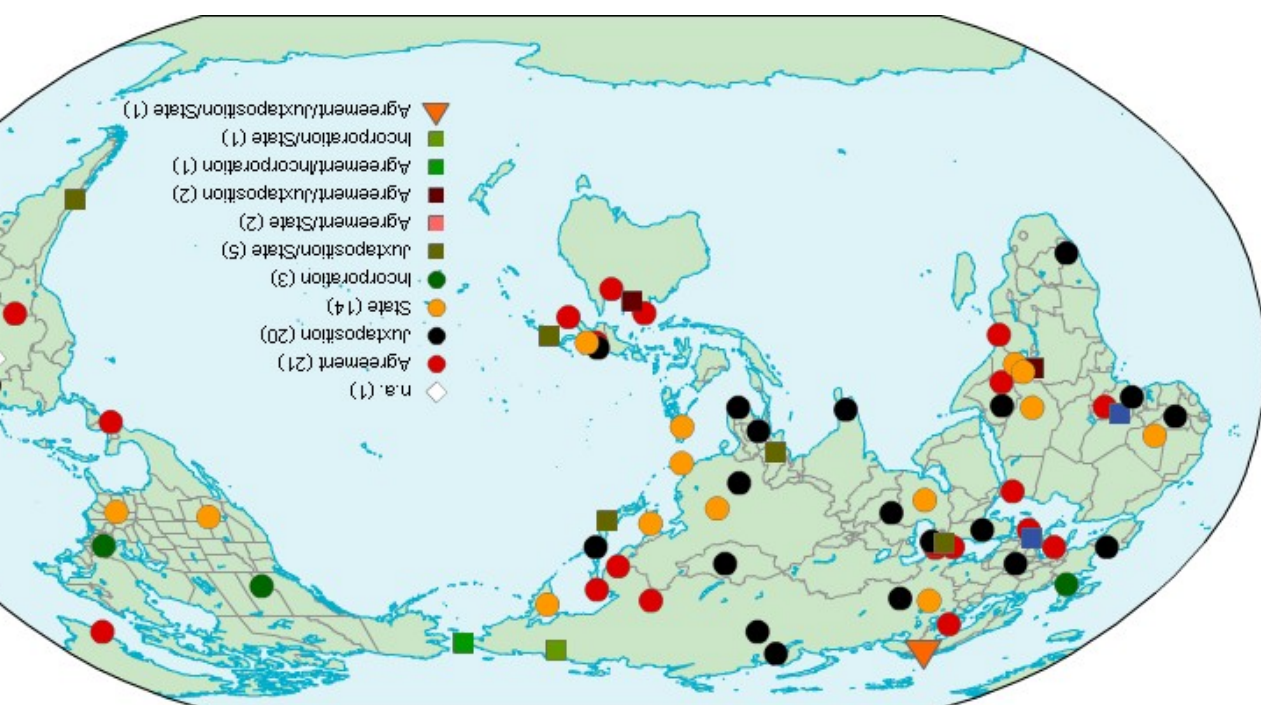 n.a. (1)
Agreement (21)
Juxtaposition (20)
State (14)
Incorporation (3)
Juxtaposition/State (5)
Agreement/State (2)
Agreement/Juxtaposition (2)
Agreement/Incorporation (1)
Incorporation/State (1)
Agreement/Juxtaposition/State (1)